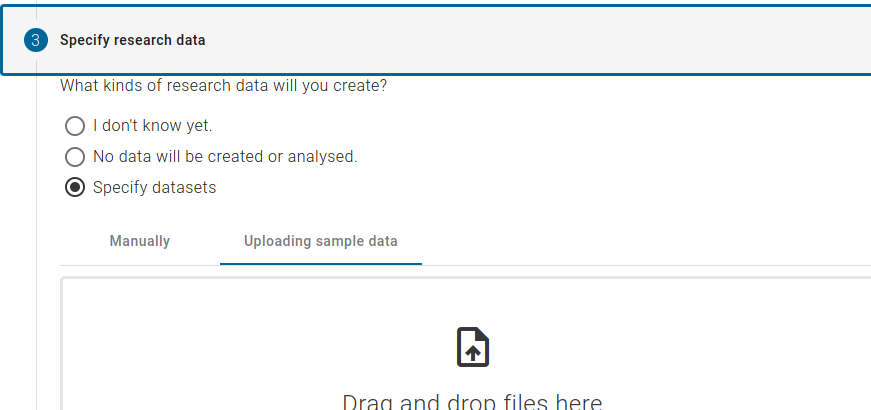 3 Specify research data
What kinds of research data will you create?
I don't know yet.
No data will be created or analysed.
Specify datasets
Manually Uploading sample data
Drag and drop files here